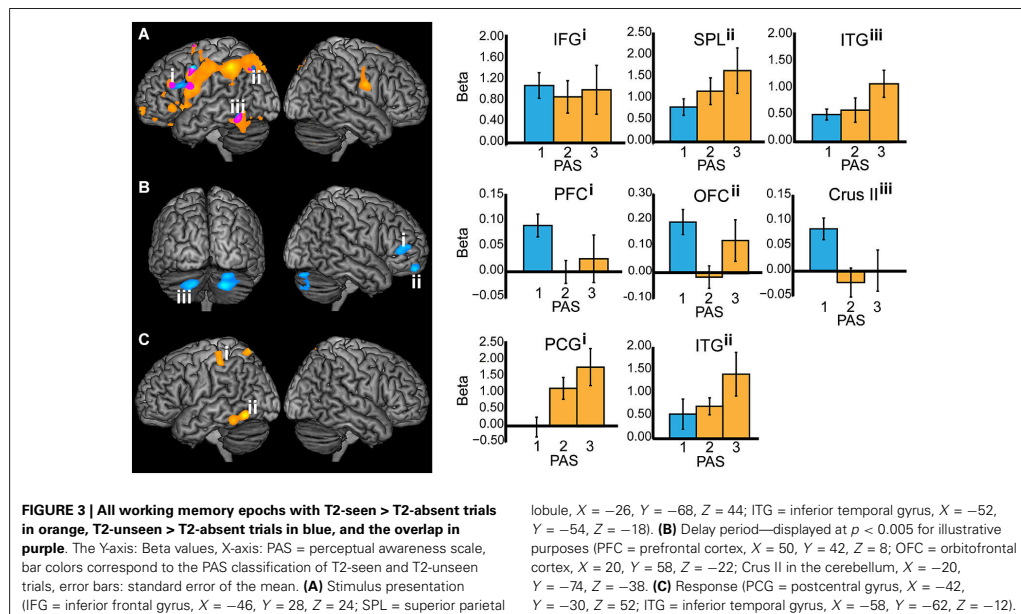 A
i
ii
iii
B
i
ii
iii
C
i
ii
IFG i
Beta
2.00
1.60
1.20
0.80
0.40
0.00
1 2 3
PAS
SPL ii
2.50
2.00
1.50
1.00
0.50
0.00
1 2 3
PAS
ITG iii
2.00
1.50
1.00
0.50
0.00
1 2 3
PAS
PFC i
Beta
0.15
0.10
0.05
0.00
−0.05
1 2 3
PAS
OFC ii
0.30
0.20
0.10
0.00
-0.10
1 2 3
PAS
Crus II iii
0.15
0.10
0.05
0.00
−0.05
1 2 3
PAS
PCG i
Beta
2.50
2.00
1.50
1.00
0.50
0.00
-0.50
1 2 3
PAS
ITG ii
2.00
1.50
1.00
0.50
0.00
1 2 3
PAS
FIGURE 3 | All working memory epochs with T2-seen > T2-absent trials
in orange, T2-unseen > T2-absent trials in blue, and the overlap in
purple. The Y-axis: Beta values, X-axis: PAS = perceptual awareness scale,
bar colors correspond to the PAS classification of T2-seen and T2-unseen
trials, error bars: standard error of the mean. (A) Stimulus presentation
(IFG = inferior frontal gyrus, X = −46, Y = 28, Z = 24; SPL = superior parietal
lobule, X = −26, Y = −68, Z = 44; ITG = inferior temporal gyrus, X = −52,
Y = −54, Z = −18). (B) Delay period—displayed at p < 0.005 for illustrative
purposes (PFC = prefrontal cortex, X = 50, Y = 42, Z = 8; OFC = orbitofrontal
cortex, X = 20, Y = 58, Z = −22; Crus II in the cerebellum, X = −20,
Y = −74, Z = −38. (C) Response (PCG = postcentral gyrus, X = −42,
Y = −30, Z = 52; ITG = inferior temporal gyrus, X = −58, Y = −62, Z = −12).